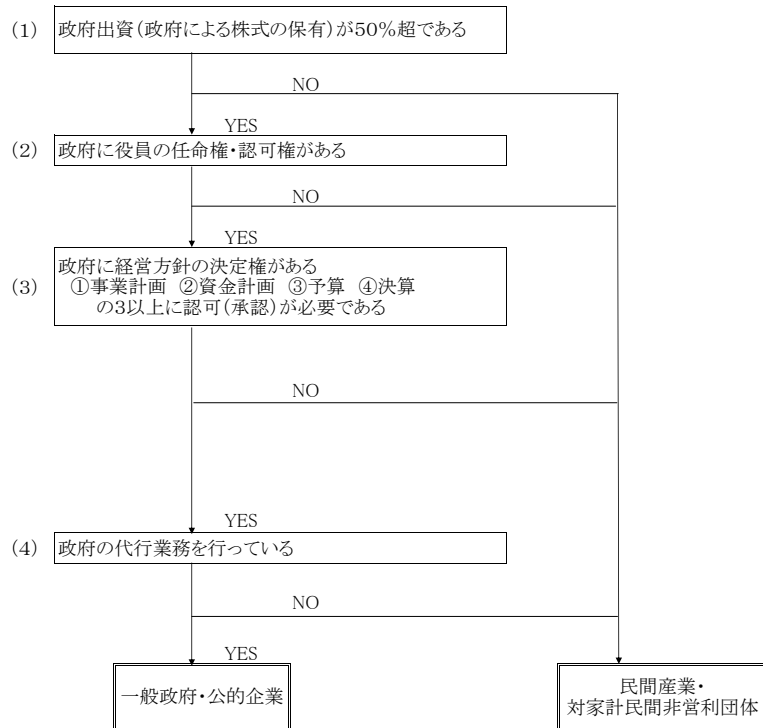 (1) 政府出資(政府による株式の保有)が50%超である
NO
YES
(2) 政府に役員の任命権・認可権がある
NO
YES
(3) 政府に経営方針の決定権がある
①事業計画 ②資金計画 ③予算 ④決算
の3以上に認可(承認)が必要である
NO
YES
(4) 政府の代行業務を行っている
NO
YES
一般政府・公的企業
民間産業・
対家計民間非営利団体